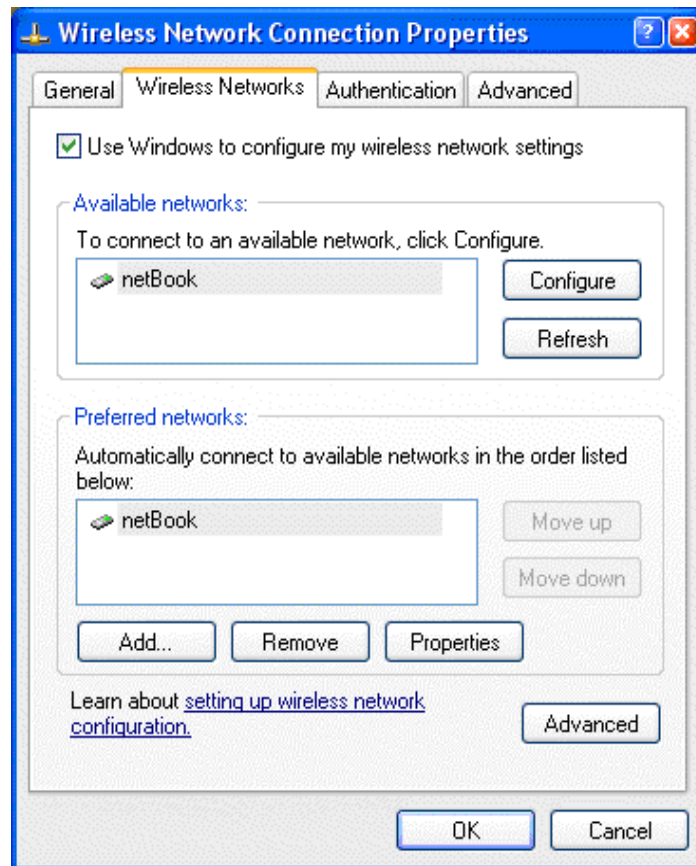 Wireless Network Connection Properties
General Wireless Networks Authentication Advanced
Use Windows to configure my wireless network settings
Available networks:
To connect to an available network, click Configure.
netBook
Configure
Refresh
Preferred networks:
Automatically connect to available networks in the order listed
below:
netBook
Move up
Move down
Add... Remove Properties
Learn about setting up wireless network
configuration.
Advanced
OK Cancel